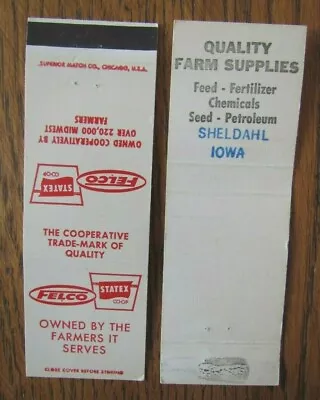 SUPERIOR MATCH CO., CHICAGO, U.S.A.
OWNED COOPERATIVELY BY
OVER 220,000 MIDWEST
FARMERS
FELCO
STATEX
CO-OP
THE COOPERATIVE
TRADE-MARK OF
QUALITY
FELCO
STATEX
CO-OP
OWNED BY THE
FARMERS IT
SERVES
CLOSE COVER BEFORE STRIKING
QUALITY
FARM SUPPLIES
Feed - Fertilizer
Chemicals
Seed - Petroleum
SHELDAHL
IOWA